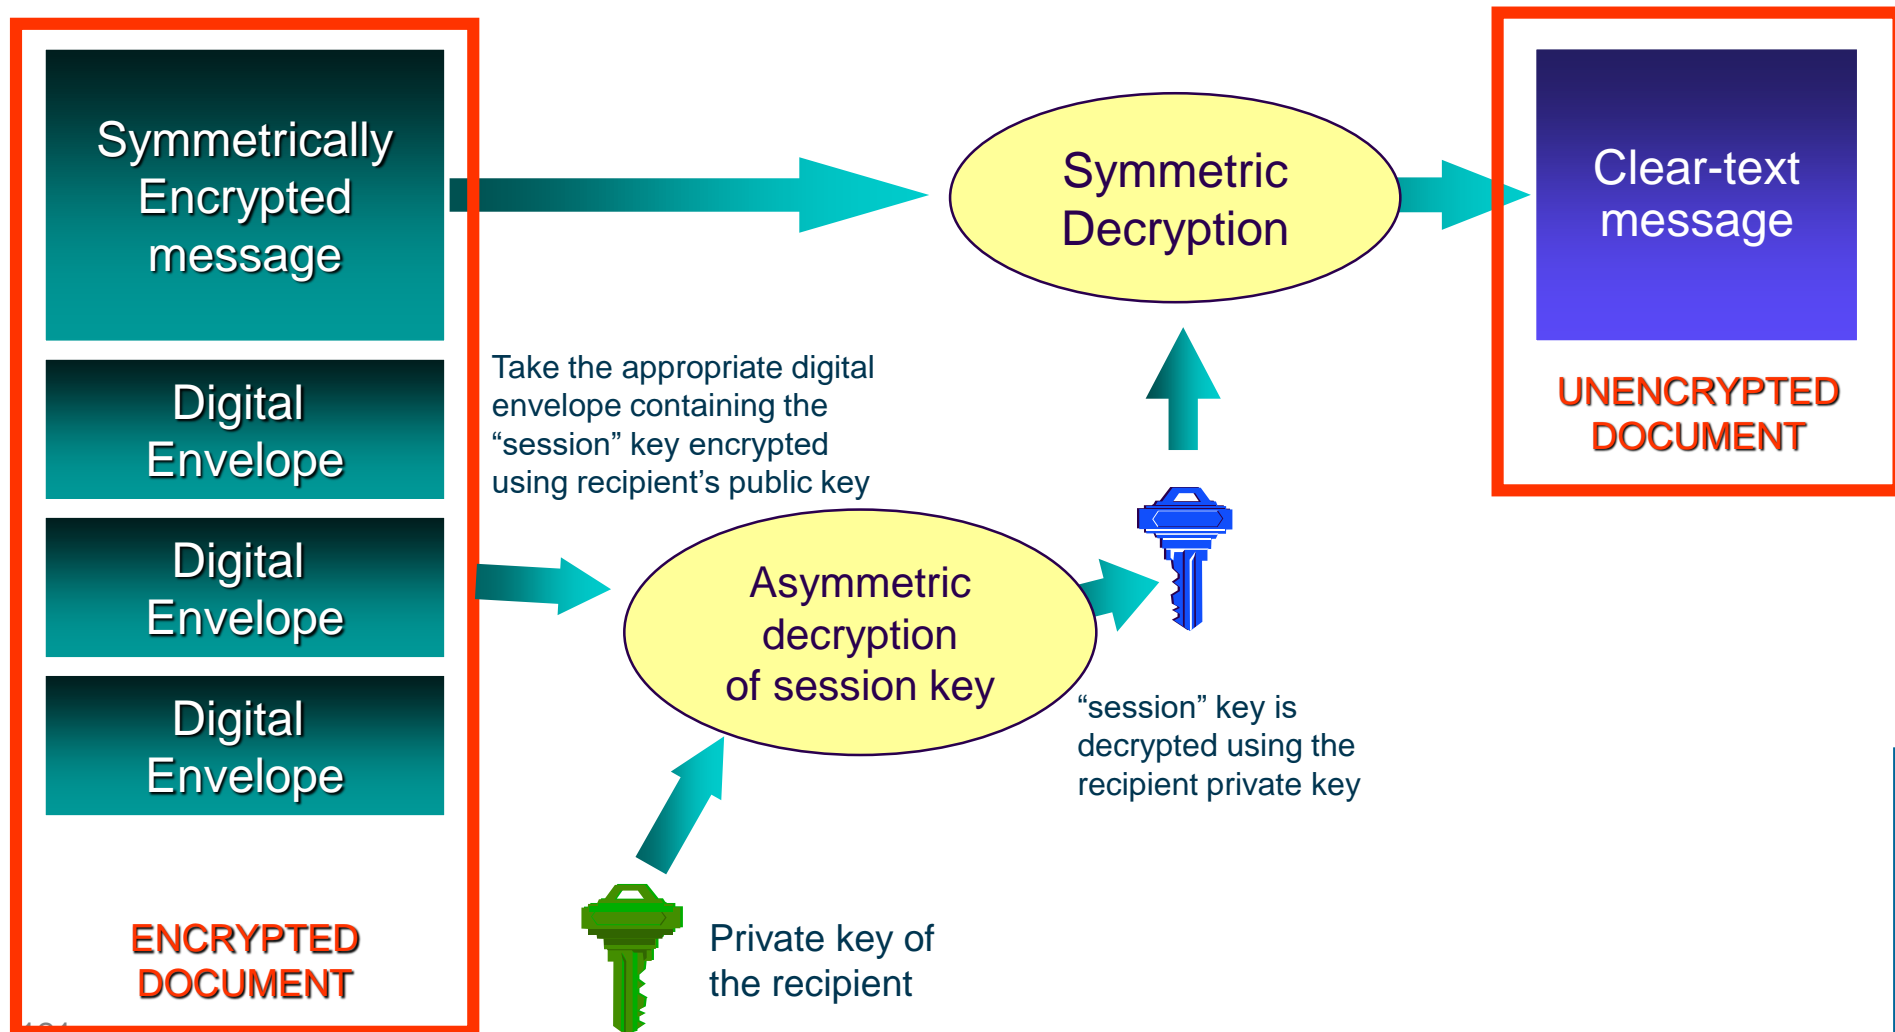 Symmetrically
Encrypted
message
Digital
Envelope
Digital
Envelope
Digital
Envelope
ENCRYPTED
DOCUMENT
Take the appropriate digital
envelope containing the
“session” key encrypted
using recipient’s public key
Symmetric
Decryption
Asymmetric
decryption
of session key
“session” key is
decrypted using the
recipient private key
Private key of
the recipient
Clear-text
message
UNENCRYPTED
DOCUMENT